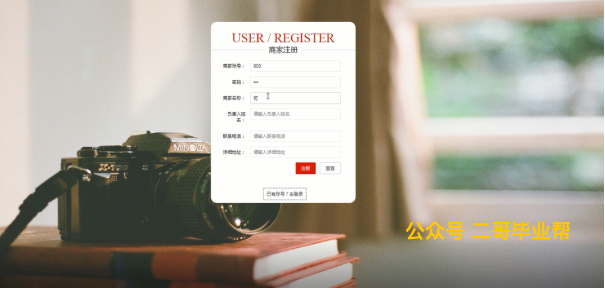 USER / REGISTER
商家注册
商家账号： 003
密码： ••
商家名称： 可
负责人姓名： 请输入负责人姓名
联系电话： 请输入联系电话
详细地址： 请输入详细地址
注册 重置
已有账号？去登录
MINOLTA
公众号 二哥毕业帮